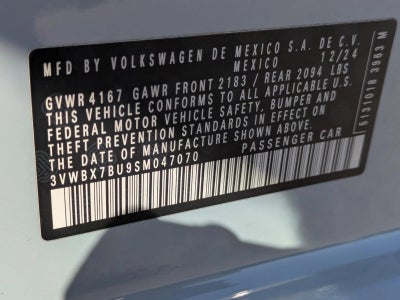 MFD BY VOLKSWAGEN DE MEXICO S.A. DE C.V.
MEXICO 12/24
GVWR 4167 GAWR FRONT 2183 / REAR 2094 LBS
THIS VEHICLE CONFORMS TO ALL APPLICABLE U.S.
FEDERAL MOTOR VEHICLE SAFETY, BUMPER AND
THEFT PREVENTION STANDARDS IN EFFECT ON
THE DATE OF MANUFACTURE SHOWN ABOVE.
3VWBX7BU9SM047070 PASSENGER CAR
5131018 3903 M